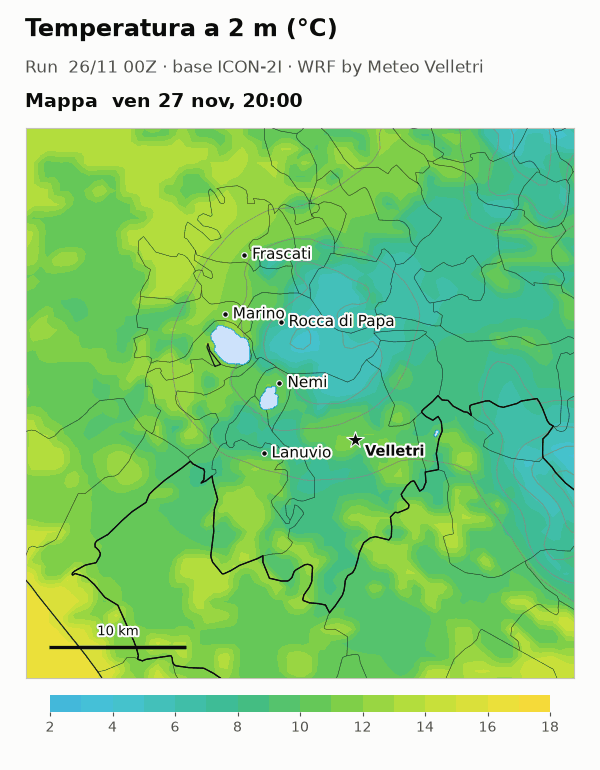 Temperatura a 2 m (°C)
Run  26/11 00Z · base ICON-2I · WRF by Meteo Velletri
Mappa  ven 27 nov, 20:00
Frascati
Marino
Rocca di Papa
Nemi
Velletri
Lanuvio
10 km
2 4 6 8 10 12 14 16 18